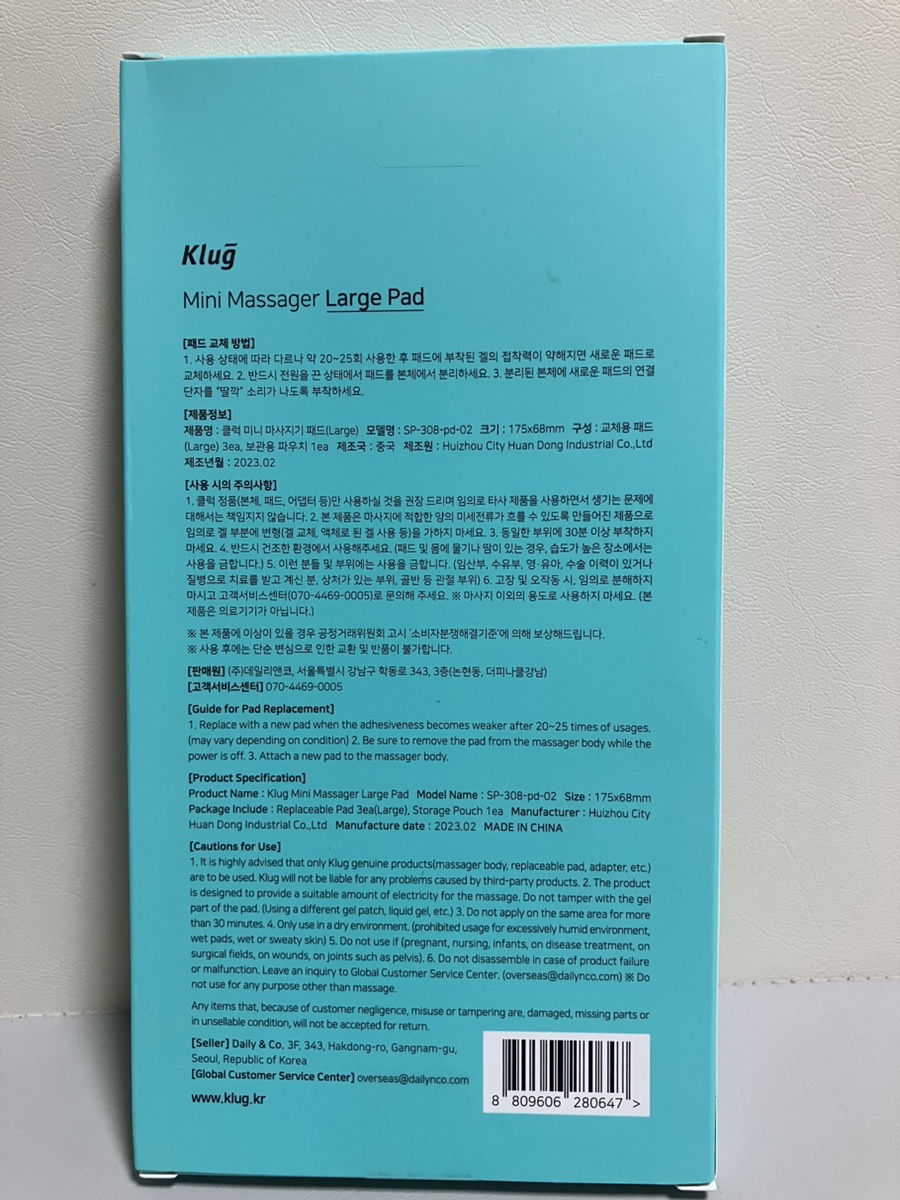 Klug
Mini Massager Large Pad
[패드 교체 방법]
1. 사용 상태에 따라 다르나 약 20~25회 사용한 후 패드에 부착된 겔의 접착력이 약해지면 새로운 패드로
교체하세요. 2. 반드시 전원을 끈 상태에서 패드를 본체에서 분리하세요. 3. 분리된 본체에 새로운 패드의 연결
단자를 “딸깍” 소리가 나도록 부착하세요.
[제품정보]
제품명 : 클럭 미니 마사지기 패드(Large) 모델명 : SP-308-pd-02 크기 : 175x68mm 구성 : 교체용 패드
(Large) 3ea, 보관용 파우치 1ea 제조국 : 중국 제조원 : Huizhou City Huan Dong Industrial Co.,Ltd
제조년월 : 2023.02
[사용 시의 주의사항]
1. 클럭 정품(본체, 패드, 어댑터 등)만 사용하실 것을 권장 드리며 임의로 타사 제품을 사용하면서 생기는 문제에
대해서는 책임지지 않습니다. 2. 본 제품은 마사지에 적합한 양의 미세전류가 흐를 수 있도록 만들어진 제품으로
임의로 겔 부분에 변형(겔 교체, 액체로 된 겔 사용 등)을 가하지 마세요. 3. 동일한 부위에 30분 이상 부착하지
마세요. 4. 반드시 건조한 환경에서 사용해주세요. (패드 및 몸에 물기나 땀이 있는 경우, 습도가 높은 장소에서는
사용을 금합니다.) 5. 이런 분들 및 부위에는 사용을 금합니다. (임산부, 수유부, 영·유아, 수술 이력이 있거나
질병으로 치료를 받고 계신 분, 상처가 있는 부위, 골반 등 관절 부위) 6. 고장 및 오작동 시, 임의로 분해하지
마시고 고객서비스센터(070-4469-0005)로 문의해 주세요. ※ 마사지 이외의 용도로 사용하지 마세요. (본
제품은 의료기기가 아닙니다.)
※ 본 제품에 이상이 있을 경우 공정거래위원회 고시 '소비자분쟁해결기준'에 의해 보상해드립니다.
※ 사용 후에는 단순 변심으로 인한 교환 및 반품이 불가합니다.
[판매원] (주)데일리앤코, 서울특별시 강남구 학동로 343, 3층(논현동, 더피나클강남)
[고객서비스센터] 070-4469-0005
[Guide for Pad Replacement]
1. Replace with a new pad when the adhesiveness becomes weaker after 20~25 times of usages.
(may vary depending on condition) 2. Be sure to remove the pad from the massager body while the
power is off. 3. Attach a new pad to the massager body.
[Product Specification]
Product Name : Klug Mini Massager Large Pad Model Name : SP-308-pd-02 Size : 175x68mm
Package Include : Replaceable Pad 3ea(Large), Storage Pouch 1ea Manufacturer : Huizhou City
Huan Dong Industrial Co.,Ltd Manufacture date : 2023.02 MADE IN CHINA
[Cautions for Use]
1. It is highly advised that only Klug genuine products(massager body, replaceable pad, adapter, etc.)
are to be used. Klug will not be liable for any problems caused by third-party products. 2. The product
is designed to provide a suitable amount of electricity for the massage. Do not tamper with the gel
part of the pad. (Using a different gel patch, liquid gel, etc.) 3. Do not apply on the same area for more
than 30 minutes. 4. Only use in a dry environment. (prohibited usage for excessively humid environment,
wet pads, wet or sweaty skin) 5. Do not use if (pregnant, nursing, infants, on disease treatment, on
surgical fields, on wounds, on joints such as pelvis). 6. Do not disassemble in case of product failure
or malfunction. Leave an inquiry to Global Customer Service Center. (overseas@dailynco.com) ※ Do
not use for any purpose other than massage.
Any items that, because of customer negligence, misuse or tampering are, damaged, missing parts or
in unsellable condition, will not be accepted for return.
[Seller] Daily & Co. 3F, 343, Hakdong-ro, Gangnam-gu,
Seoul, Republic of Korea
[Global Customer Service Center] overseas@dailynco.com
www.klug.kr
8 809606 280647 >